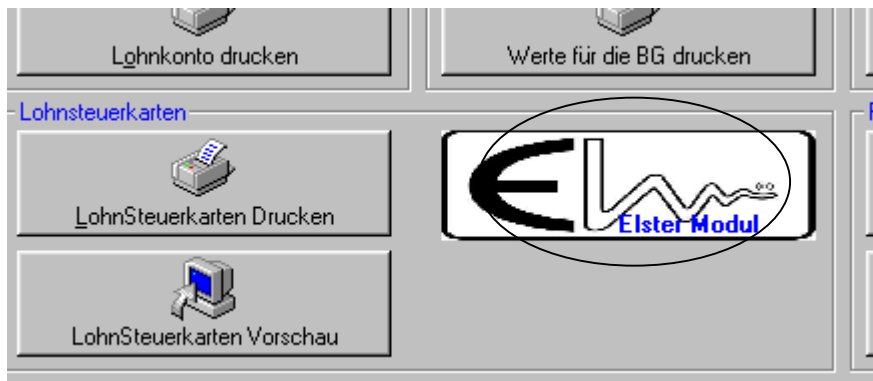 Lohnkonto drucken
Werte für die BG drucken
Lohnsteuerkarten
LohnSteuerkarten Drucken
Elster Modul
LohnSteuerkarten Vorschau